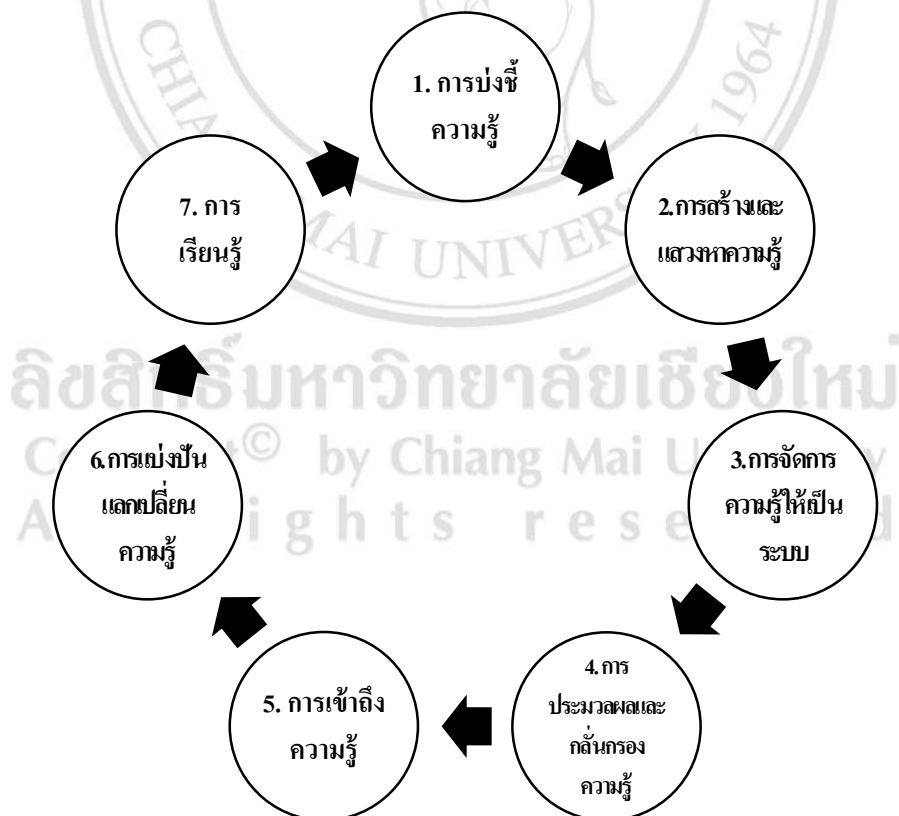 1. การบ่งชี้
ความรู้
2.การสร้างและ
แสวงหาความรู้
3.การจัดการ
ความรู้ให้เป็น
ระบบ
4.การ
ประมวลผลและ
กลั่นกรอง
ความรู้
5. การเข้าถึง
ความรู้
6.การแบ่งปัน
แลกเปลี่ยน
ความรู้
7. การ
เรียนรู้
MAI UNIVER
1964
ลิขสิทธิ์มหาวิทยาลัยเชียงใหม่
© by Chiang Mai